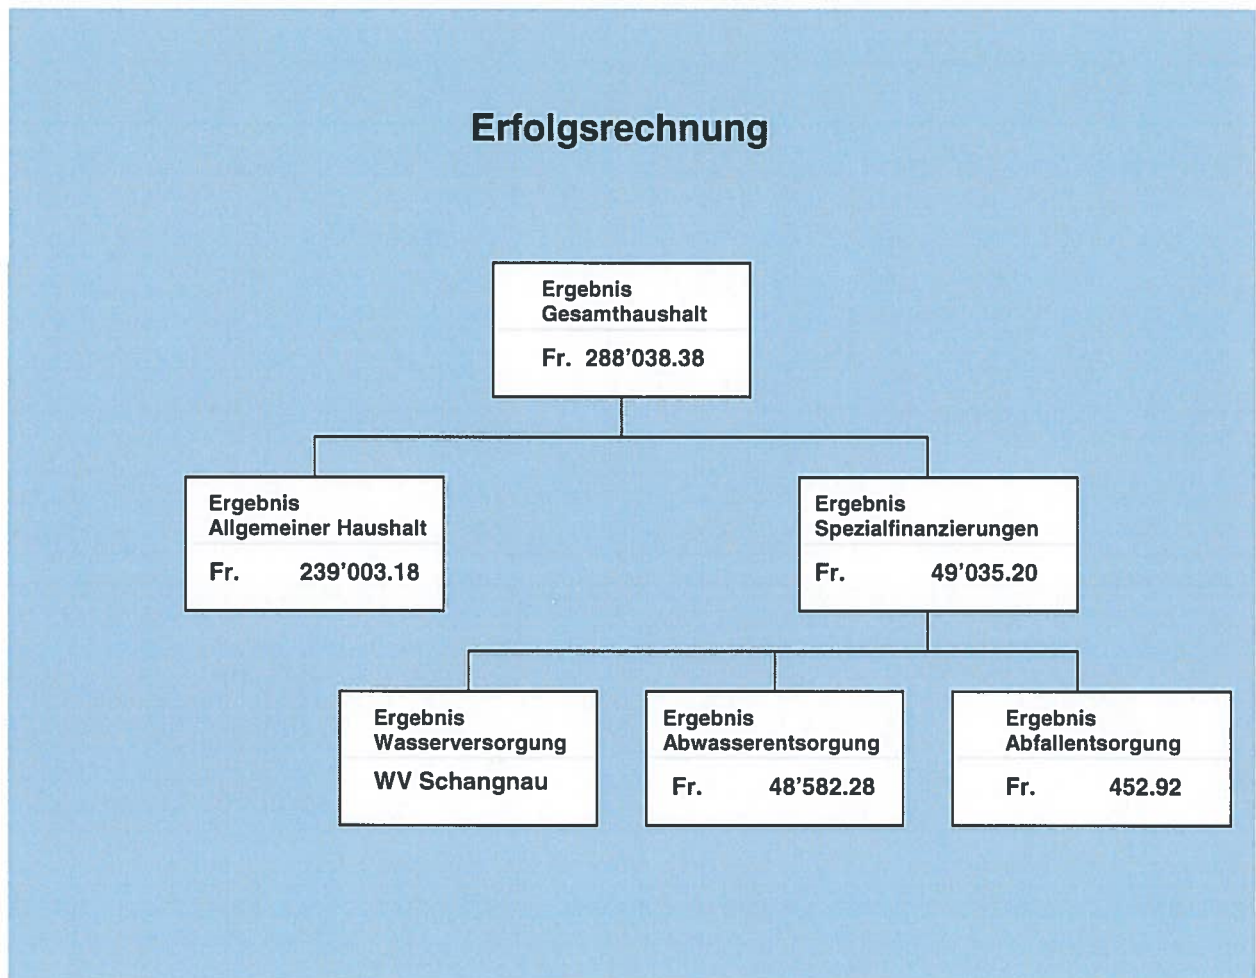 Erfolgsrechnung
Ergebnis
Gesamthaushalt
Fr. 288'038.38
Ergebnis
Allgemeiner Haushalt
Fr. 239'003.18
Ergebnis
Spezialfinanzierungen
Fr. 49'035.20
Ergebnis
Wasserversorgung
WV Schangnau
Ergebnis
Abwasserentsorgung
Fr. 48'582.28
Ergebnis
Abfallentsorgung
Fr. 452.92